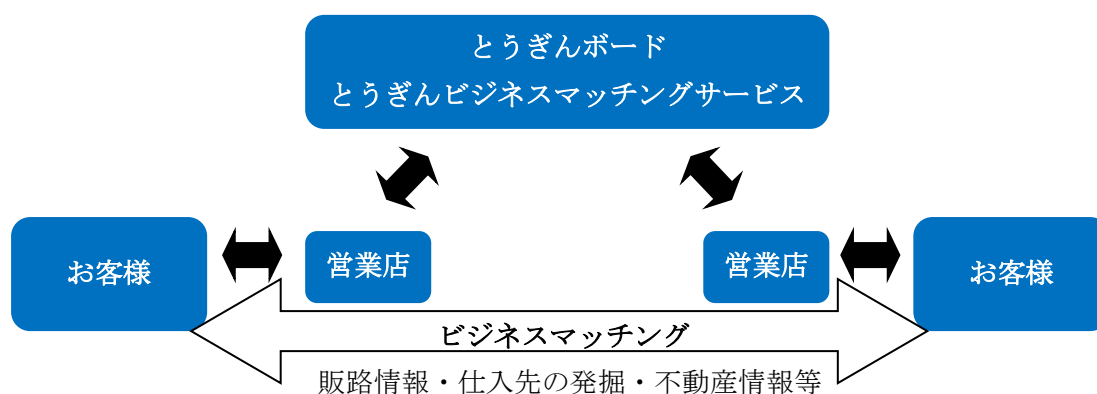 とうぎんボード
とうぎんビジネスマッチングサービス
お客様
営業店
営業店
お客様
ビジネスマッチング
販路情報・仕入先の発掘・不動産情報等